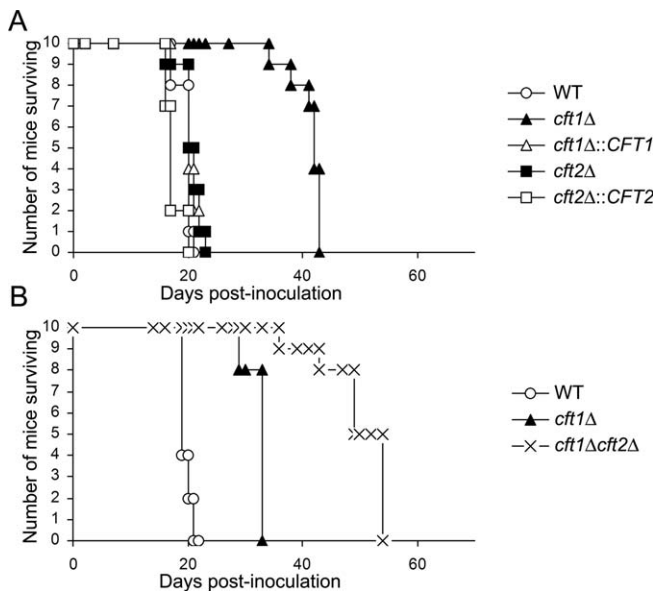 A
10
9
8
7
6
5
4
3
2
1
0
Number of mice surviving
0
20
40
60
Days post-inoculation
WT
cft1Δ
cft1Δ::CFT1
cft2Δ
cft2Δ::CFT2
B
10
9
8
7
6
5
4
3
2
1
0
Number of mice surviving
0
20
40
60
Days post-inoculation
WT
cft1Δ
cft1Δcft2Δ